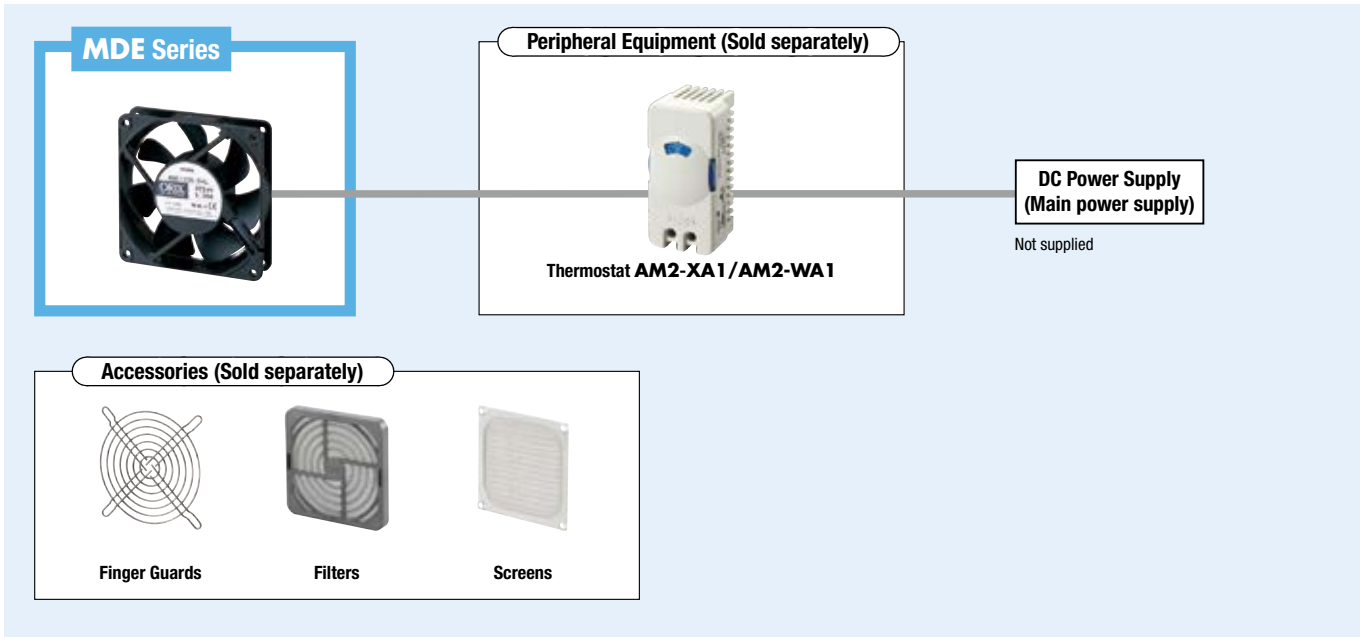 MDE Series
Peripheral Equipment (Sold separately)
ORIX
Thermostat AM2-XA1/AM2-WA1
DC Power Supply
(Main power supply)
Not supplied
Accessories (Sold separately)
Finger Guards
Filters
Screens